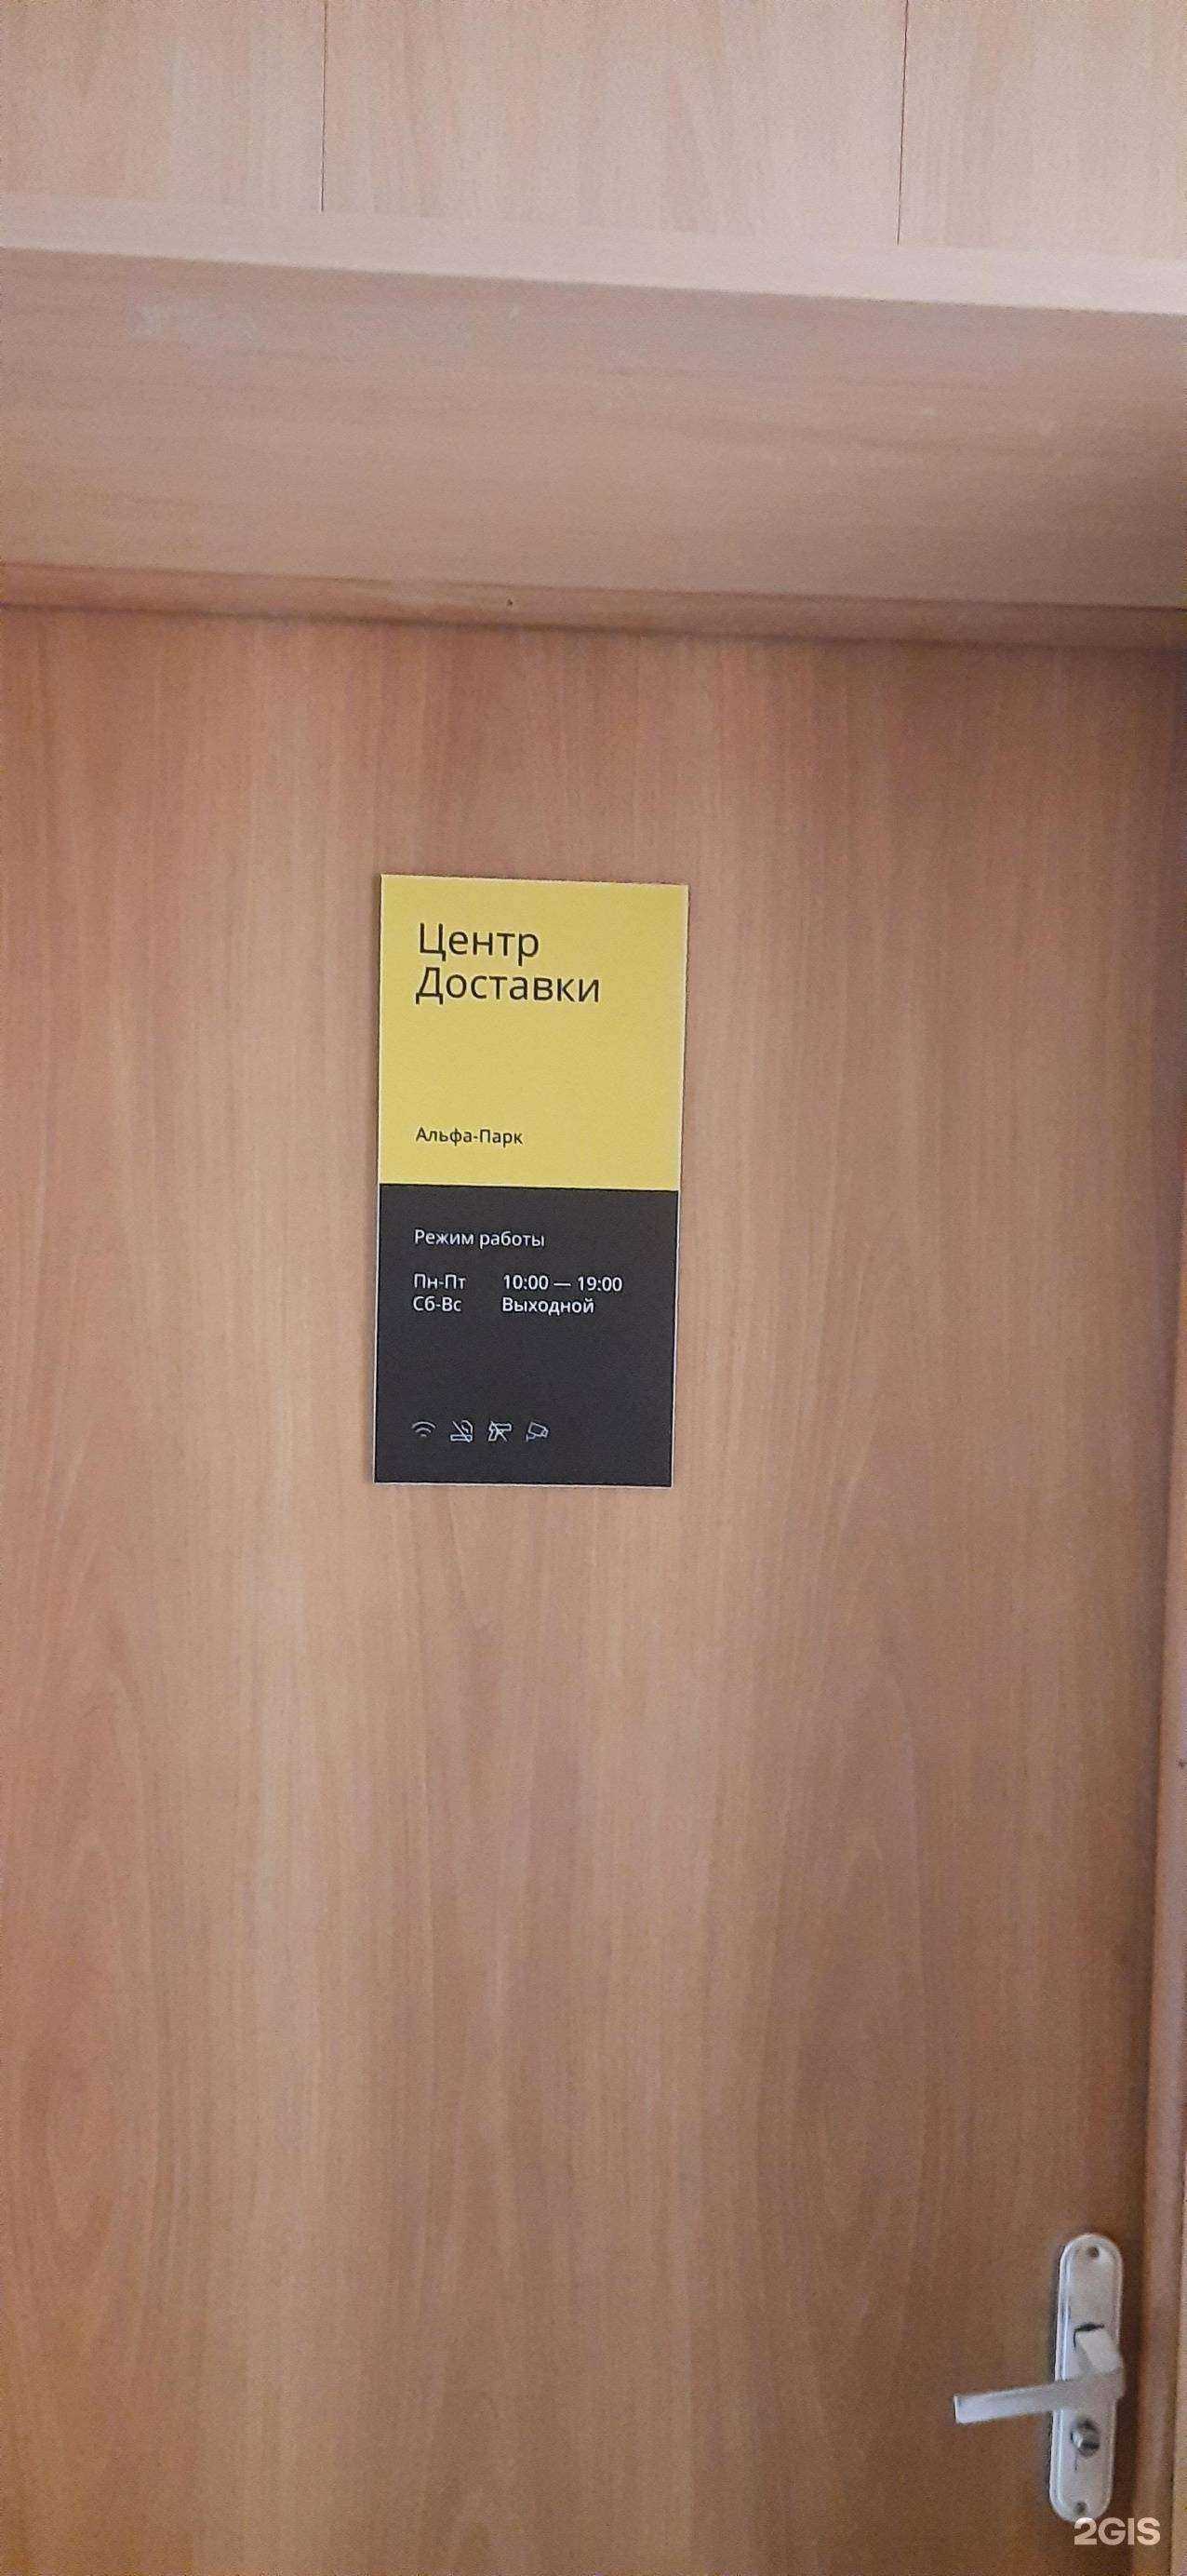 Центр
Доставки
Альфа-Парк
Режим работы
Пн-Пт 10:00 — 19:00
Сб-Вс Выходной
2GIS